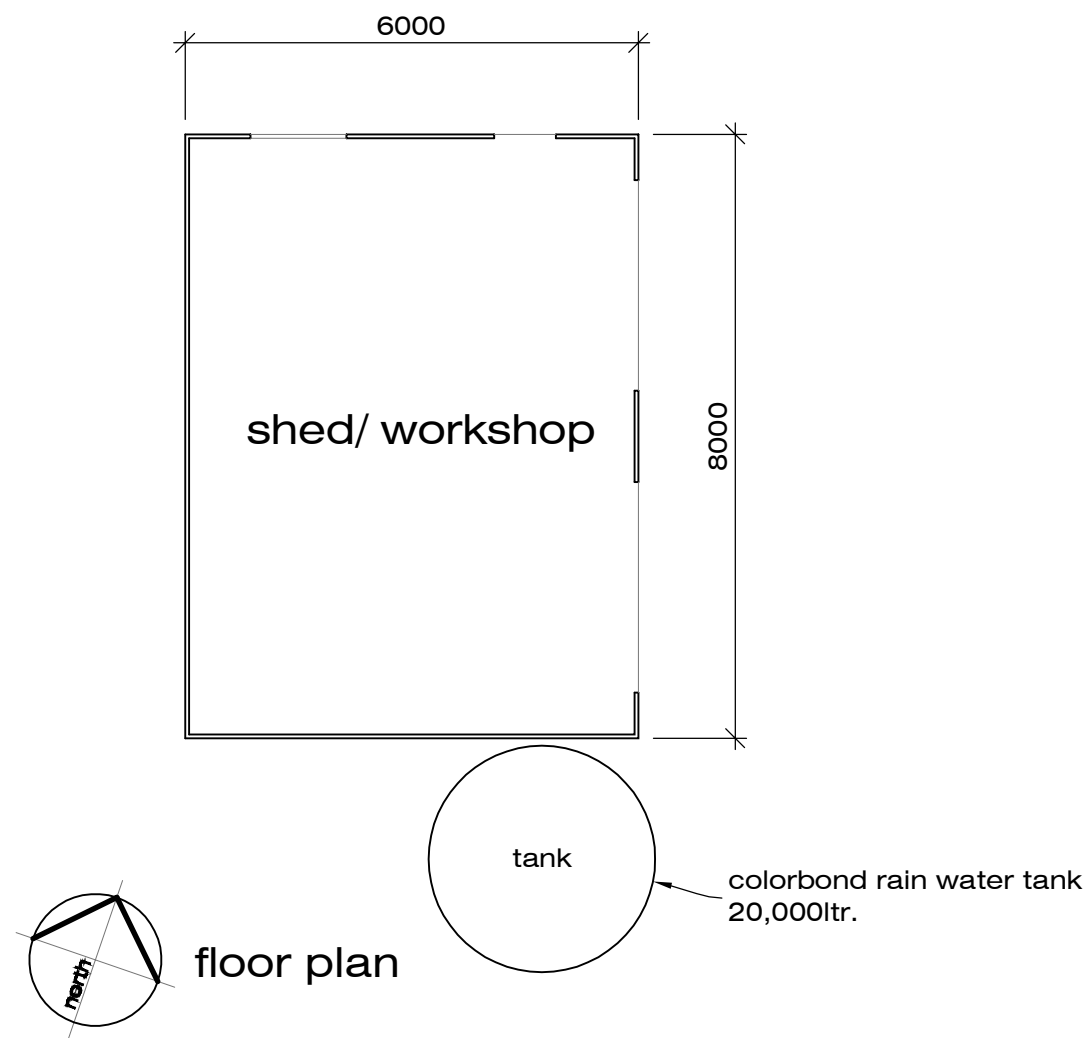 6000
shed/ workshop
8000
tank
colorbond rain water tank
20,000ltr.
north
floor plan